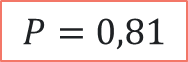 P = 0,81